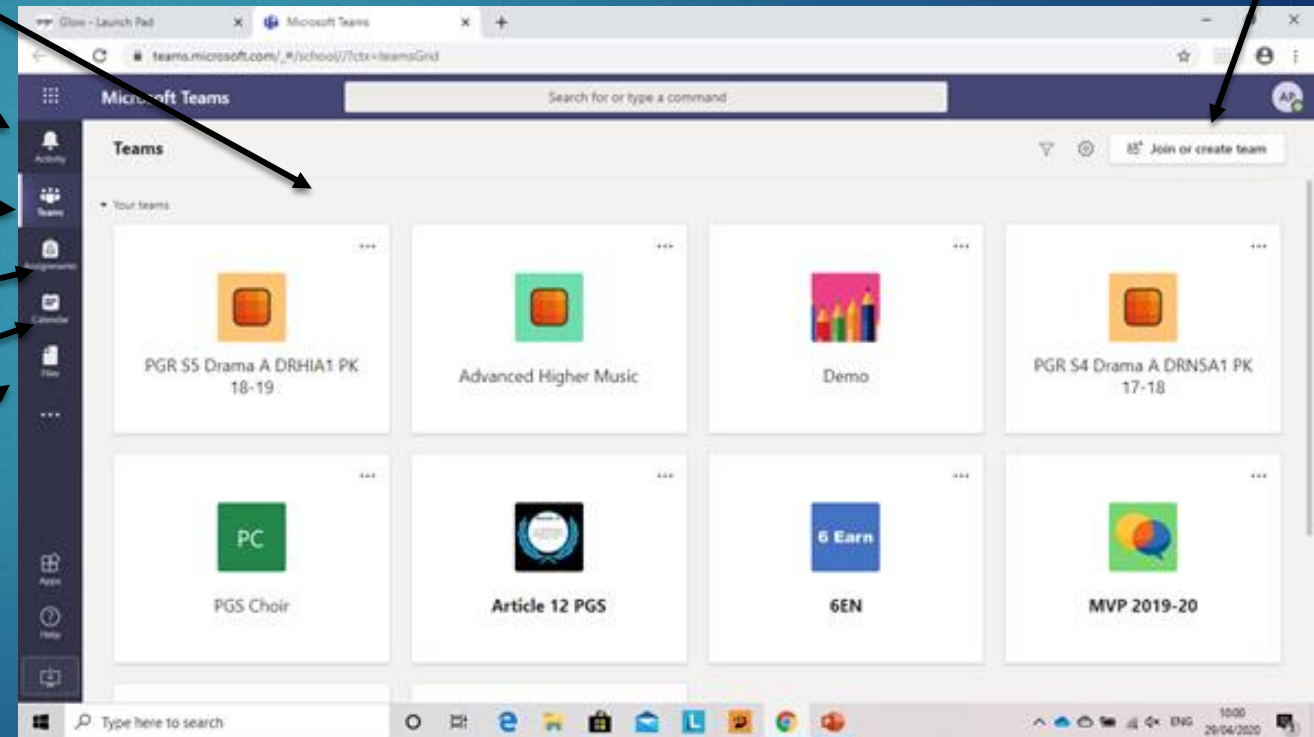 Glow - Launch Pad
Microsoft Teams
teams.microsoft.com/_#/school//?ctx=teamsGrid
Microsoft Teams
Search for or type a command
AP
Activity
Teams
Assignments
Calendar
Files
Apps
Help
Teams
Join or create team
Your teams
PGR S5 Drama A DRHIA1 PK
18-19
Advanced Higher Music
Demo
PGR S4 Drama A DRN5A1 PK
17-18
PC
PGS Choir
Article 12 PGS
6 Earn
6EN
MVP 2019-20
Type here to search
ENG
10:00
29/04/2020